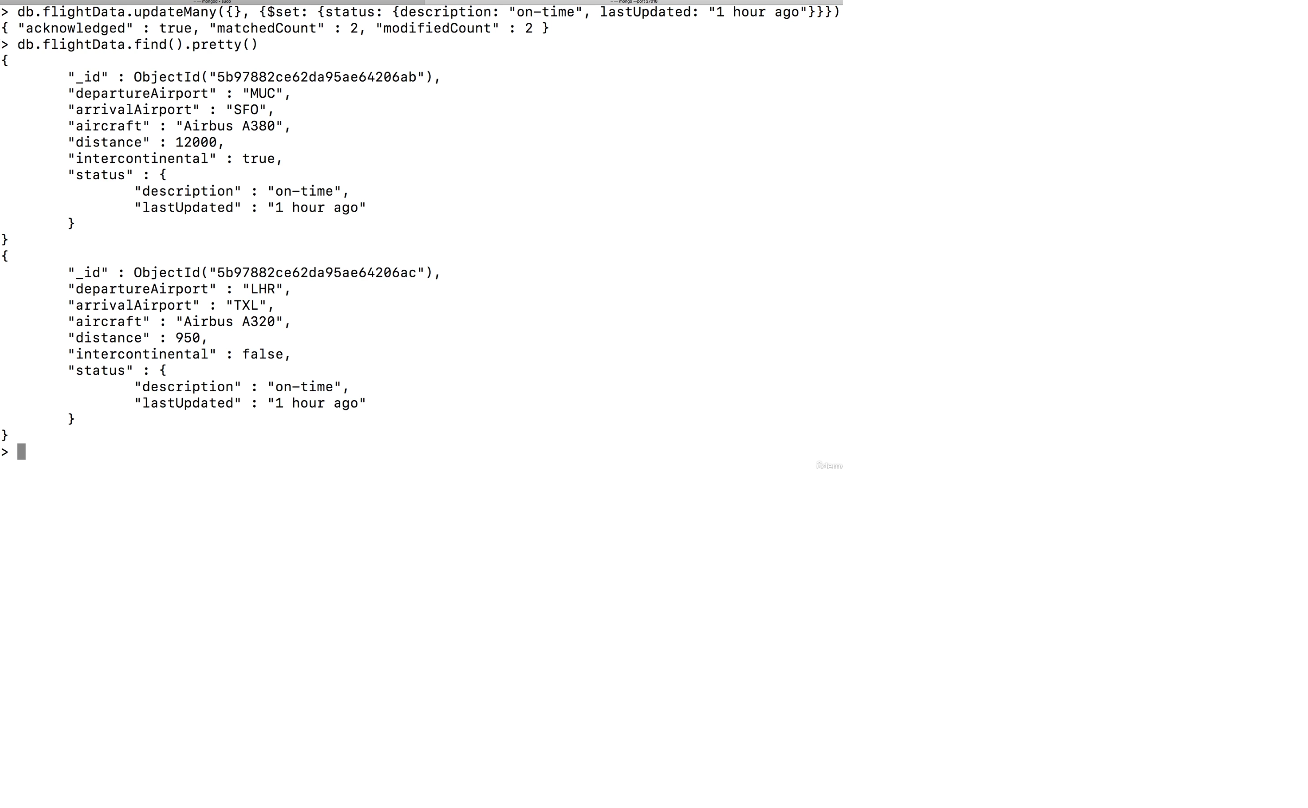 > db.flightData.updateMany({}, {$set: {status: {description: "on-time", lastUpdated: "1 hour ago"}}})
{ "acknowledged" : true, "matchedCount" : 2, "modifiedCount" : 2 }
> db.flightData.find().pretty()
{
"_id" : ObjectId("5b97882ce62da95ae64206ab"),
"departureAirport" : "MUC",
"arrivalAirport" : "SFO",
"aircraft" : "Airbus A380",
"distance" : 12000,
"intercontinental" : true,
"status" : {
"description" : "on-time",
"lastUpdated" : "1 hour ago"
}
}
{
"_id" : ObjectId("5b97882ce62da95ae64206ac"),
"departureAirport" : "LHR",
"arrivalAirport" : "TXL",
"aircraft" : "Airbus A320",
"distance" : 950,
"intercontinental" : false,
"status" : {
"description" : "on-time",
"lastUpdated" : "1 hour ago"
}
}
>